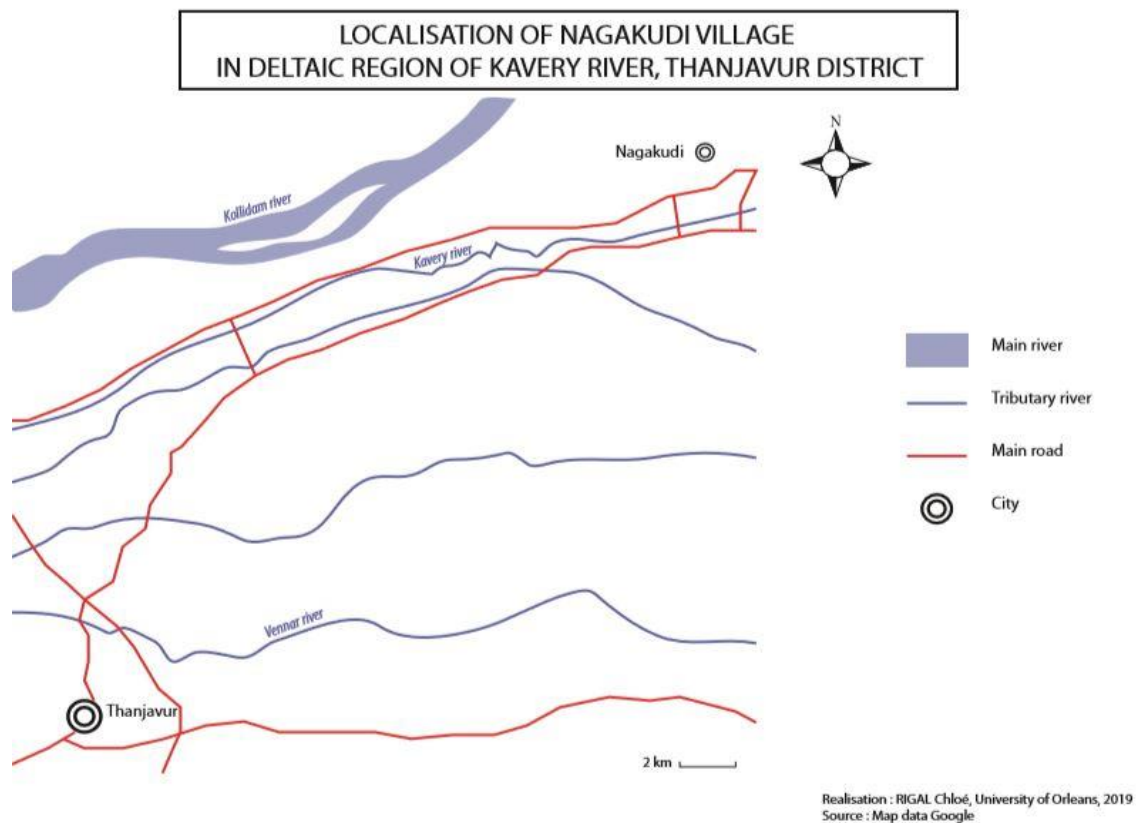 LOCALISATION OF NAGAKUDI VILLAGE
IN DELTAIC REGION OF KAVERY RIVER, THANJAVUR DISTRICT
N
Nagakudi
Kollidam river
Kavery river
Main river
Tributary river
Main road
City
Vennar river
Thanjavur
2 km
Realisation : RIGAL Chloé, University of Orleans, 2019
Source : Map data Google